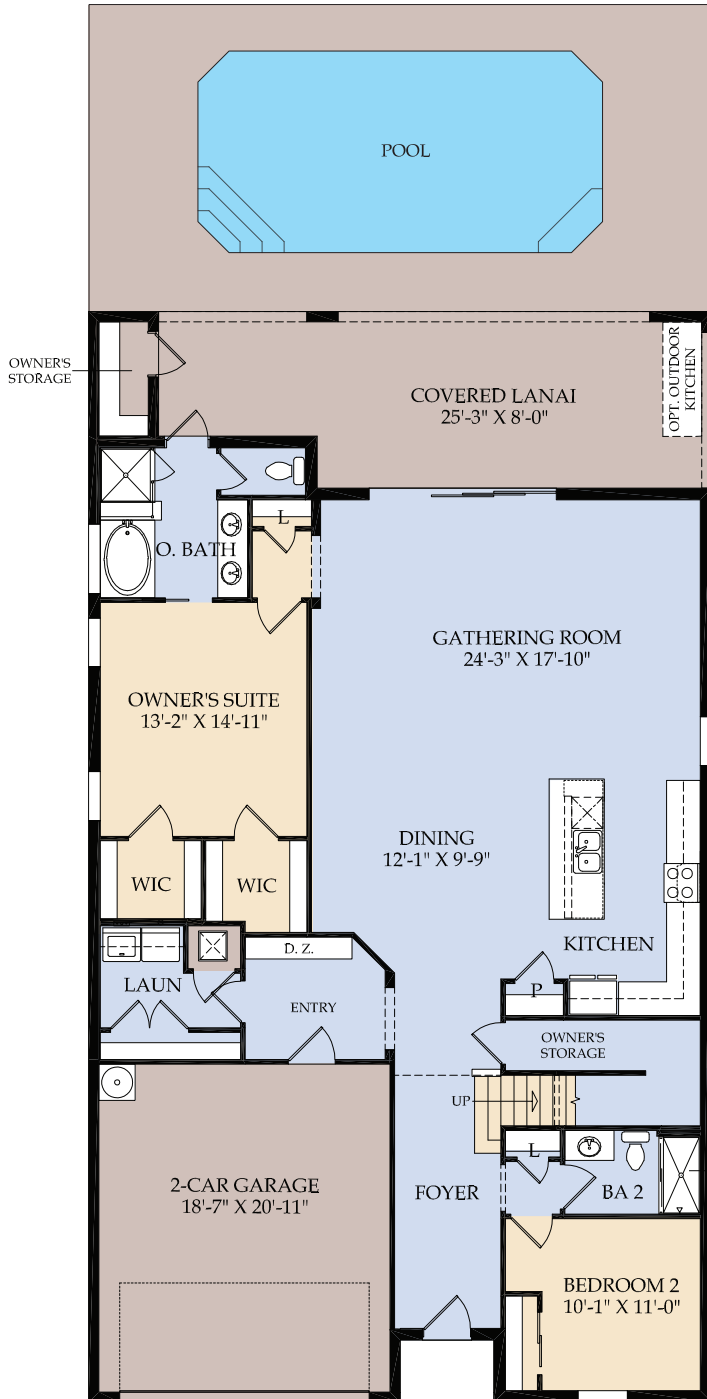 POOL
OWNER'S
STORAGE
COVERED LANAI
25'-3" X 8'-0"
OPT. OUTDOOR
KITCHEN
L
O. BATH
GATHERING ROOM
24'-3" X 17'-10"
OWNER'S SUITE
13'-2" X 14'-11"
DINING
12'-1" X 9'-9"
WIC
WIC
KITCHEN
D. Z.
LAUN
P
ENTRY
OWNER'S
STORAGE
UP
L
2-CAR GARAGE
18'-7" X 20'-11"
FOYER
BA 2
BEDROOM 2
10'-1" X 11'-0"